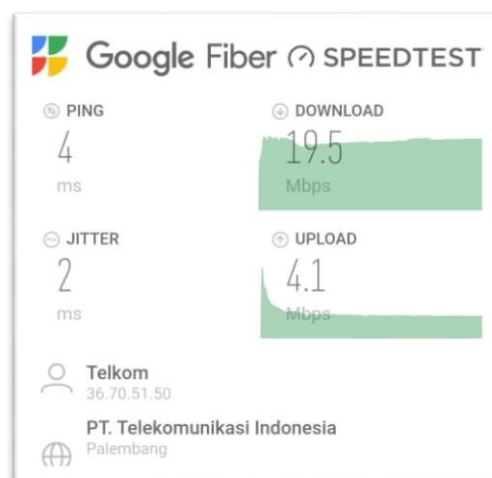 Google Fiber SPEEDTEST
PING
4
ms
DOWNLOAD
19.5
Mbps
JITTER
2
ms
UPLOAD
4.1
Mbps
Telkom
36.70.51.50
PT. Telekomunikasi Indonesia
Palembang